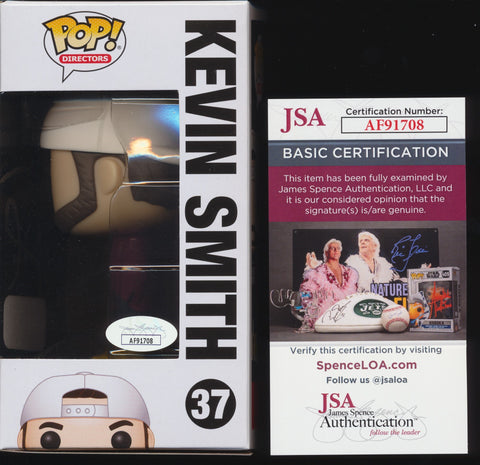 POP!
DIRECTORS
KEVIN SMITH
37
AF91708
JSA
Certification Number:
AF91708
BASIC CERTIFICATION
This item has been fully examined by
James Spence Authentication, LLC and
it is our considered opinion that the
signature(s) is/are genuine.
NATURE
JETS
Verify this certification by visiting
SpenceLOA.com
Follow us @jsaloa
JSA
James Spence
Authentication
follow the leader